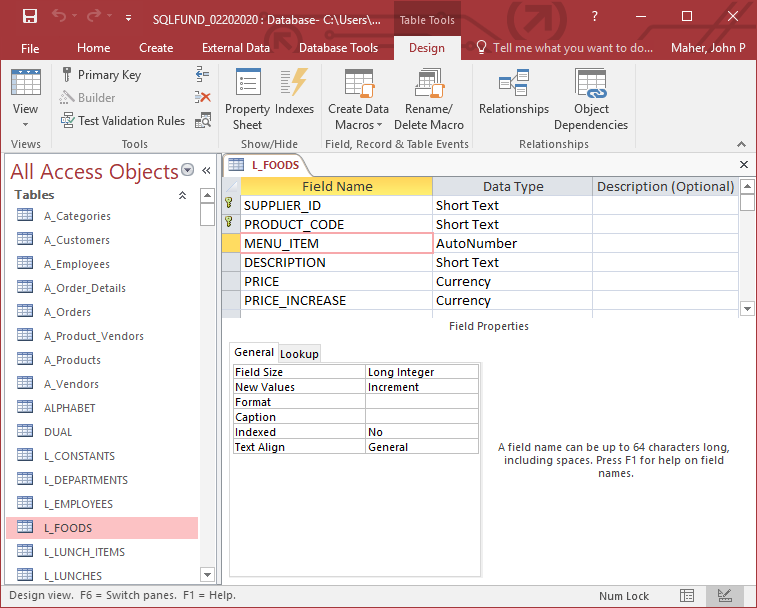 SQLFUND_02202020 : Database- C:\Users\... Table Tools ?
File Home Create External Data Database Tools Design Tell me what you want to do... Maher, John P
View
Primary Key
Builder
Test Validation Rules
Property Sheet
Indexes
Create Data Macros
Rename/ Delete Macro
Relationships
Object Dependencies
Views Tools Show/Hide Field, Record & Table Events Relationships
All Access Objects «
Tables
A_Categories
A_Customers
A_Employees
A_Order_Details
A_Orders
A_Product_Vendors
A_Products
A_Vendors
ALPHABET
DUAL
L_CONSTANTS
L_DEPARTMENTS
L_EMPLOYEES
L_FOODS
L_LUNCH_ITEMS
L_LUNCHES
L_FOODS
Field Name Data Type Description (Optional)
SUPPLIER_ID Short Text
PRODUCT_CODE Short Text
MENU_ITEM AutoNumber
DESCRIPTION Short Text
PRICE Currency
PRICE_INCREASE Currency
Field Properties
General Lookup
Field Size Long Integer
New Values Increment
Format
Caption
Indexed No
Text Align General
A field name can be up to 64 characters long,
including spaces. Press F1 for help on field
names.
Design view. F6 = Switch panes. F1 = Help. Num Lock